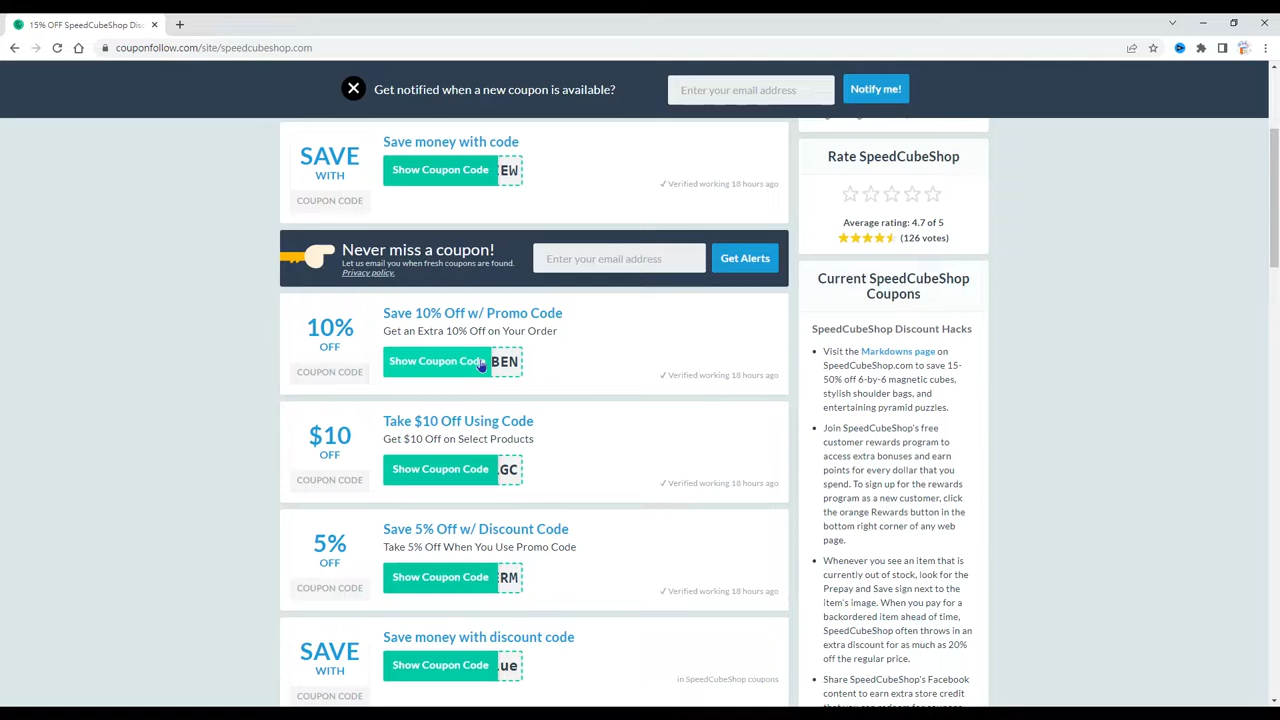 15% OFF SpeedCubeShop Disc
couponfollow.com/site/speedcubeshop.com
Get notified when a new coupon is available?
Enter your email address
Notify me!
SAVE
WITH
COUPON CODE
Save money with code
Show Coupon Code
EW
✓ Verified working 18 hours ago
Never miss a coupon!
Let us email you when fresh coupons are found.
Privacy policy.
Enter your email address
Get Alerts
10%
OFF
COUPON CODE
Save 10% Off w/ Promo Code
Get an Extra 10% Off on Your Order
Show Coupon Code
BEN
✓ Verified working 18 hours ago
$10
OFF
COUPON CODE
Take $10 Off Using Code
Get $10 Off on Select Products
Show Coupon Code
GC
✓ Verified working 18 hours ago
5%
OFF
COUPON CODE
Save 5% Off w/ Discount Code
Take 5% Off When You Use Promo Code
Show Coupon Code
RM
✓ Verified working 18 hours ago
SAVE
WITH
COUPON CODE
Save money with discount code
Show Coupon Code
ue
in SpeedCubeShop coupons
Rate SpeedCubeShop
Average rating: 4.7 of 5
(126 votes)
Current SpeedCubeShop
Coupons
SpeedCubeShop Discount Hacks
• Visit the Markdowns page on
SpeedCubeShop.com to save 15-
50% off 6-by-6 magnetic cubes,
stylish shoulder bags, and
entertaining pyramid puzzles.
• Join SpeedCubeShop's free
customer rewards program to
access extra bonuses and earn
points for every dollar that you
spend. To sign up for the rewards
program as a new customer, click
the orange Rewards button in the
bottom right corner of any web
page.
• Whenever you see an item that is
currently out of stock, look for the
Prepay and Save sign next to the
item's image. When you pay for a
backordered item ahead of time,
SpeedCubeShop often throws in an
extra discount for as much as 20%
off the regular price.
• Share SpeedCubeShop's Facebook
content to earn extra store credit